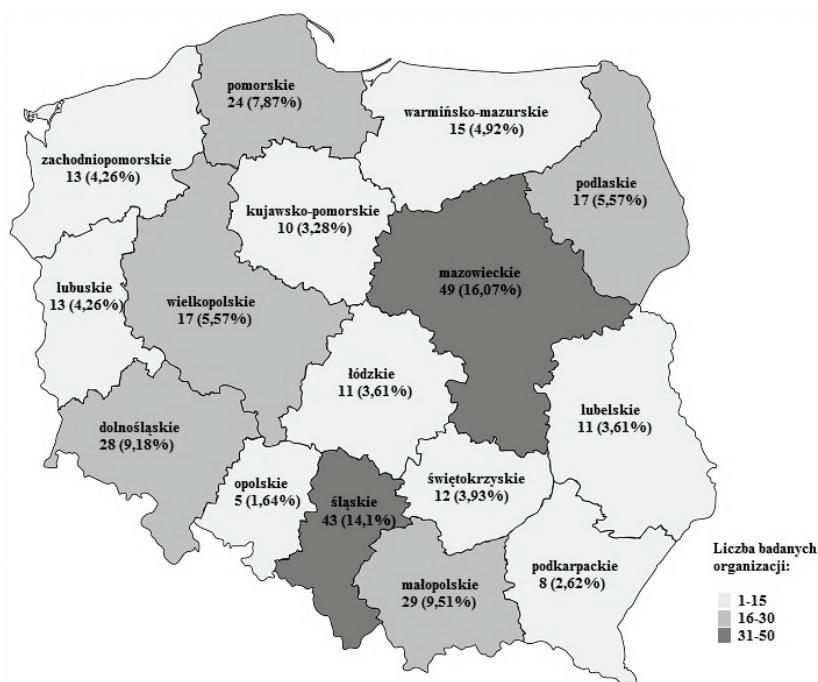 pomorskie
24 (7,87%)
warmińsko-mazurskie
15 (4,92%)
zachodniopomorskie
13 (4,26%)
kujawsko-pomorskie
10 (3,28%)
podlaskie
17 (5,57%)
mazowieckie
49 (16,07%)
lubuskie
13 (4,26%)
wielkopolskie
17 (5,57%)
łódzkie
11 (3,61%)
lubelskie
11 (3,61%)
dolnośląskie
28 (9,18%)
opolskie
5 (1,64%)
śląskie
43 (14,1%)
świętokrzyskie
12 (3,93%)
małopolskie
29 (9,51%)
podkarpackie
8 (2,62%)
Liczba badanych
organizacji:
1-15
16-30
31-50